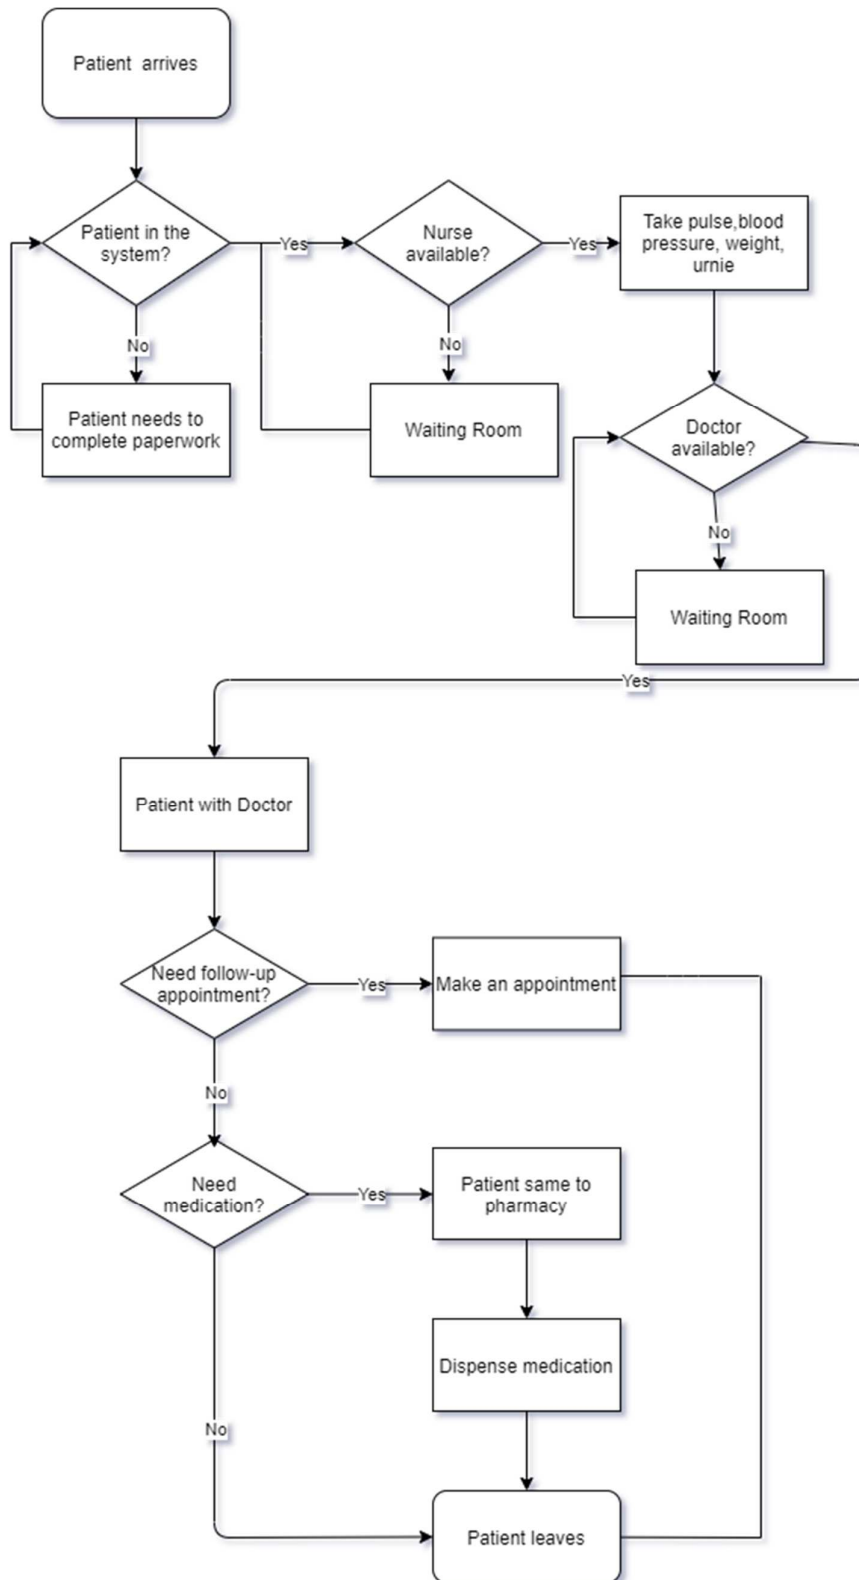 Patient arrives
Patient in the
system?
Yes
Nurse
available?
Yes
Take pulse,blood
pressure, weight,
urnie
No
Patient needs to
complete paperwork
No
Waiting Room
Doctor
available?
No
Waiting Room
Yes
Patient with Doctor
Need follow-up
appointment?
Yes
Make an appointment
No
Need
medication?
Yes
Patient same to
pharmacy
Dispense medication
No
Patient leaves